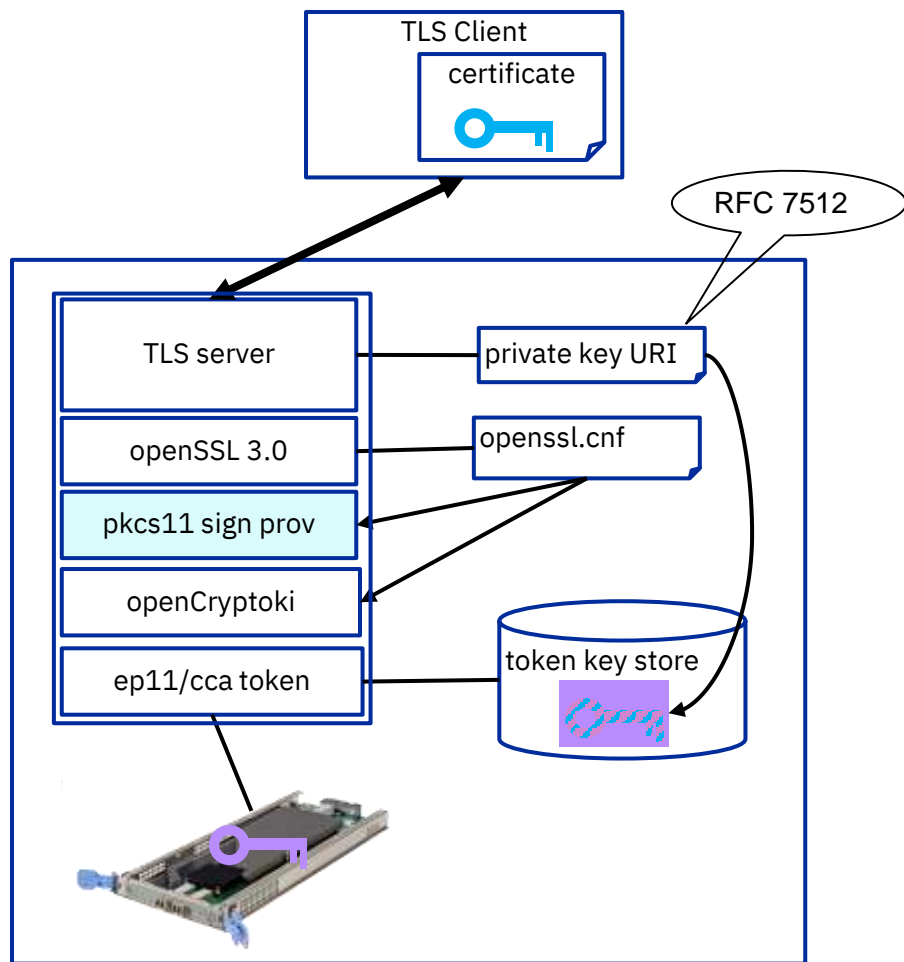 TLS Client
certificate
RFC 7512
TLS server
private key URI
openSSL 3.0
openssl.cnf
pkcs11 sign prov
openCryptoki
ep11/cca token
token key store